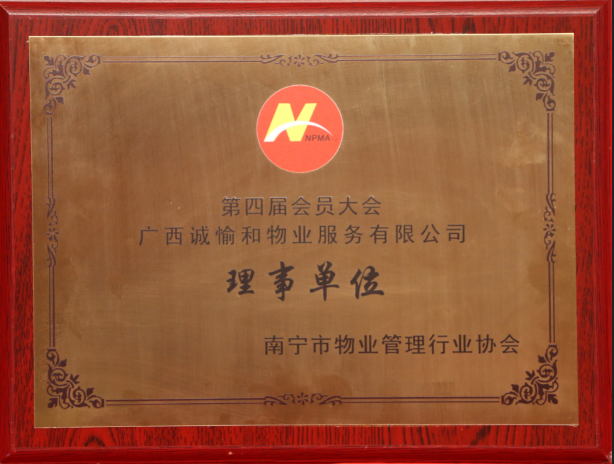 NPMA
第四届会员大会
广西诚愉和物业服务有限公司
理事单位
南宁市物业管理行业协会